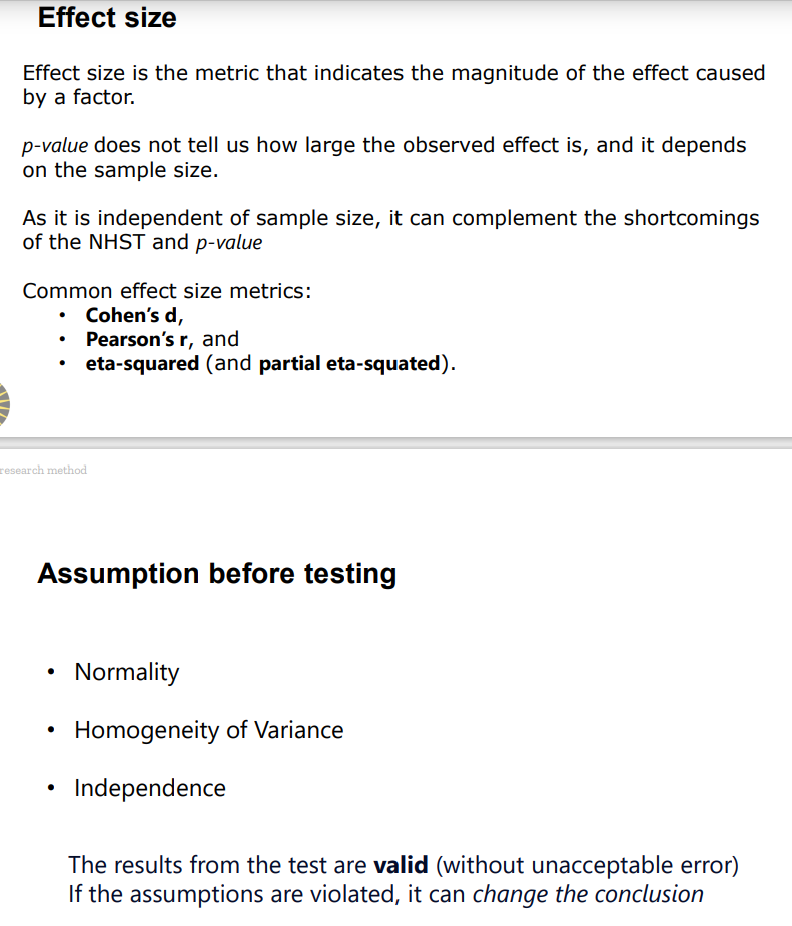 Effect size
Effect size is the metric that indicates the magnitude of the effect caused
by a factor.
p-value does not tell us how large the observed effect is, and it depends
on the sample size.
As it is independent of sample size, it can complement the shortcomings
of the NHST and p-value
Common effect size metrics:
• Cohen’s d,
• Pearson’s r, and
• eta-squared (and partial eta-squated).
research method
Assumption before testing
• Normality
• Homogeneity of Variance
• Independence
The results from the test are valid (without unacceptable error)
If the assumptions are violated, it can change the conclusion